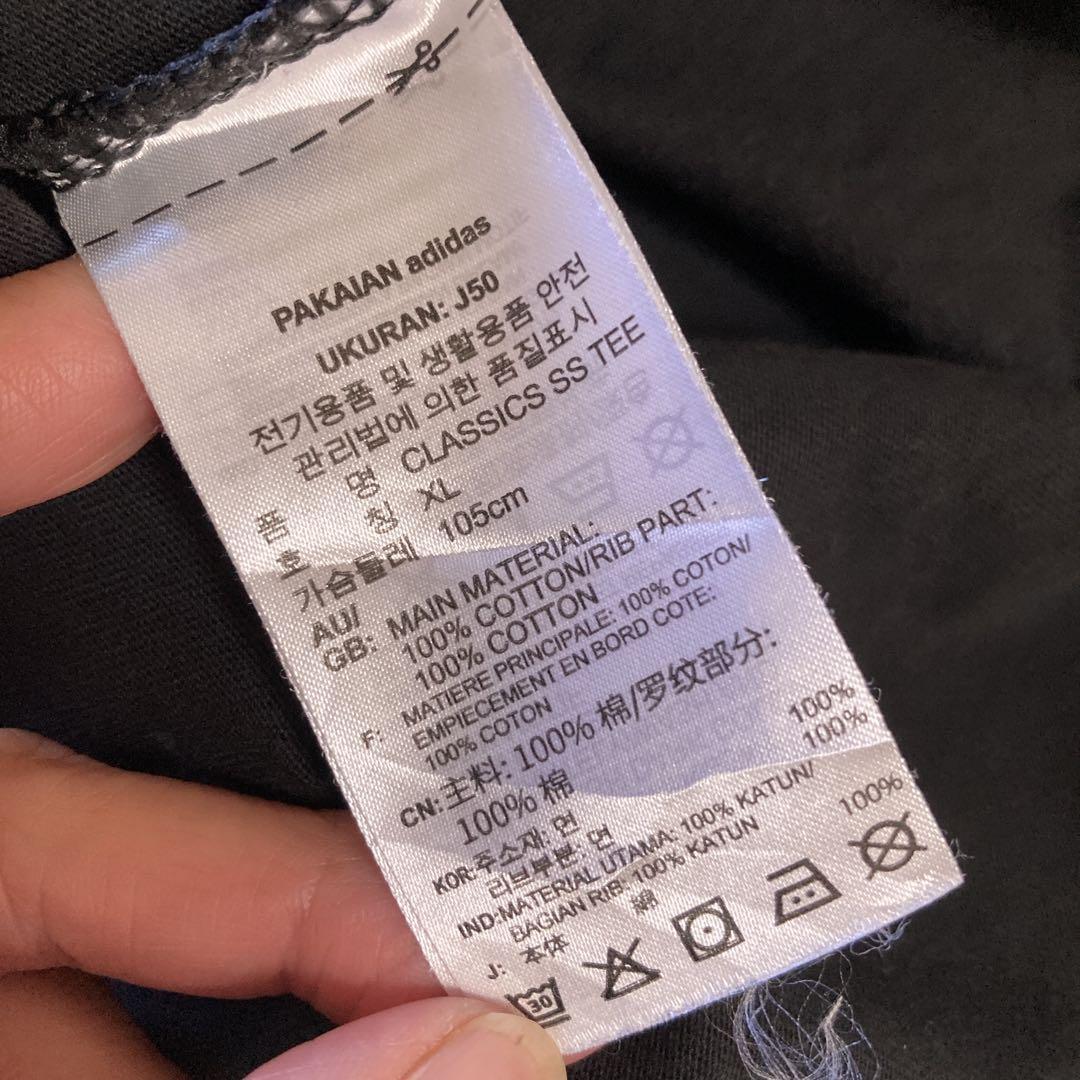 PAKAIAN adidas
UKURAN: J50
전기용품 및 생활용품 안전
관리법에 의한 품질표시
품 명 CLASSICS SS TEE
호 칭 XL
가슴둘레 105cm
AU/
GB: MAIN MATERIAL:
100% COTTON/RIB PART:
100% COTTON
F: MATIERE PRINCIPALE: 100% COTON/
EMPIECEMENT EN BORD COTE:
100% COTON
CN: 主料: 100% 棉/罗纹部分:
100% 棉
KOR: 주소재: 면 100%
리브부분: 면 100%
IND: MATERIAL UTAMA: 100% KATUN/
BAGIAN RIB: 100% KATUN
J: 本体 綿 100%
30